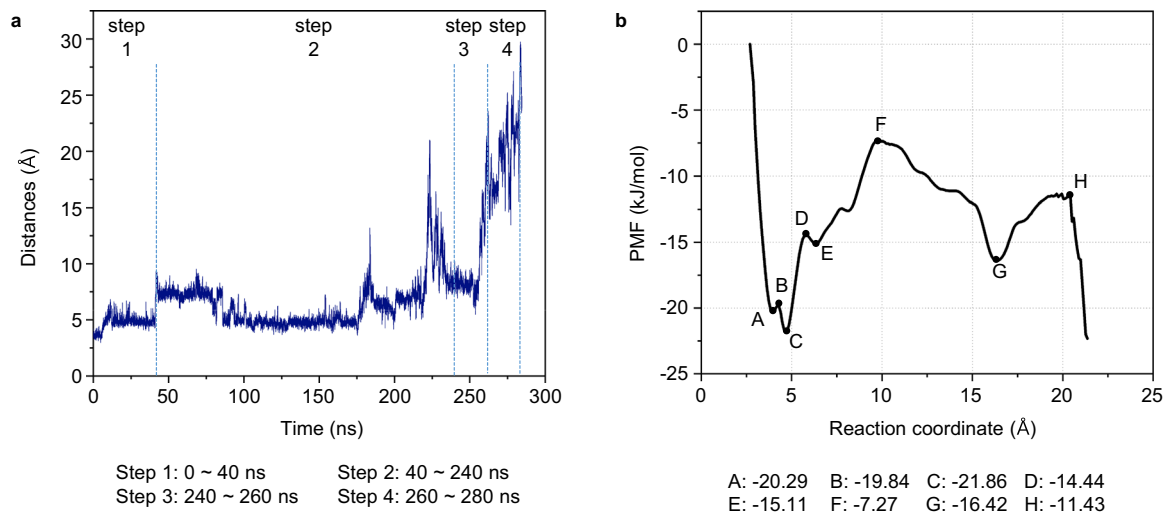 a
step 1
step 2
step 3
step 4
30
25
20
15
10
5
0
Distances (Å)
0 50 100 150 200 250 300
Time (ns)
Step 1: 0 ~ 40 ns Step 2: 40 ~ 240 ns
Step 3: 240 ~ 260 ns Step 4: 260 ~ 280 ns
b
0
-5
-10
-15
-20
-25
PMF (kJ/mol)
A
B
C
D
E
F
G
H
0 5 10 15 20 25
Reaction coordinate (Å)
A: -20.29 B: -19.84 C: -21.86 D: -14.44
E: -15.11 F: -7.27 G: -16.42 H: -11.43